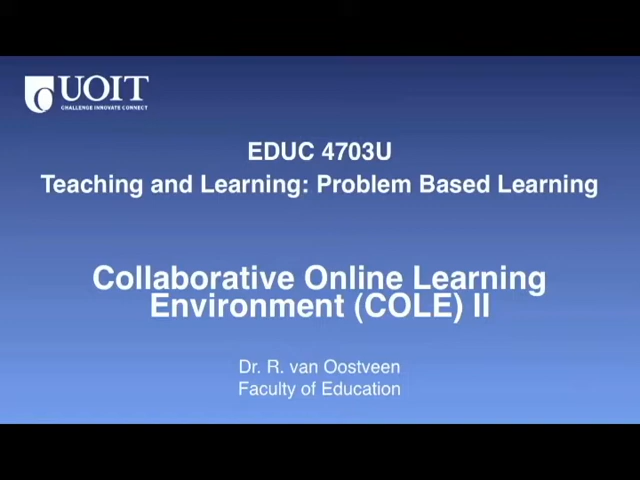 UOIT
CHALLENGE INNOVATE CONNECT
EDUC 4703U
Teaching and Learning: Problem Based Learning
Collaborative Online Learning
Environment (COLE) II
Dr. R. van Oostveen
Faculty of Education